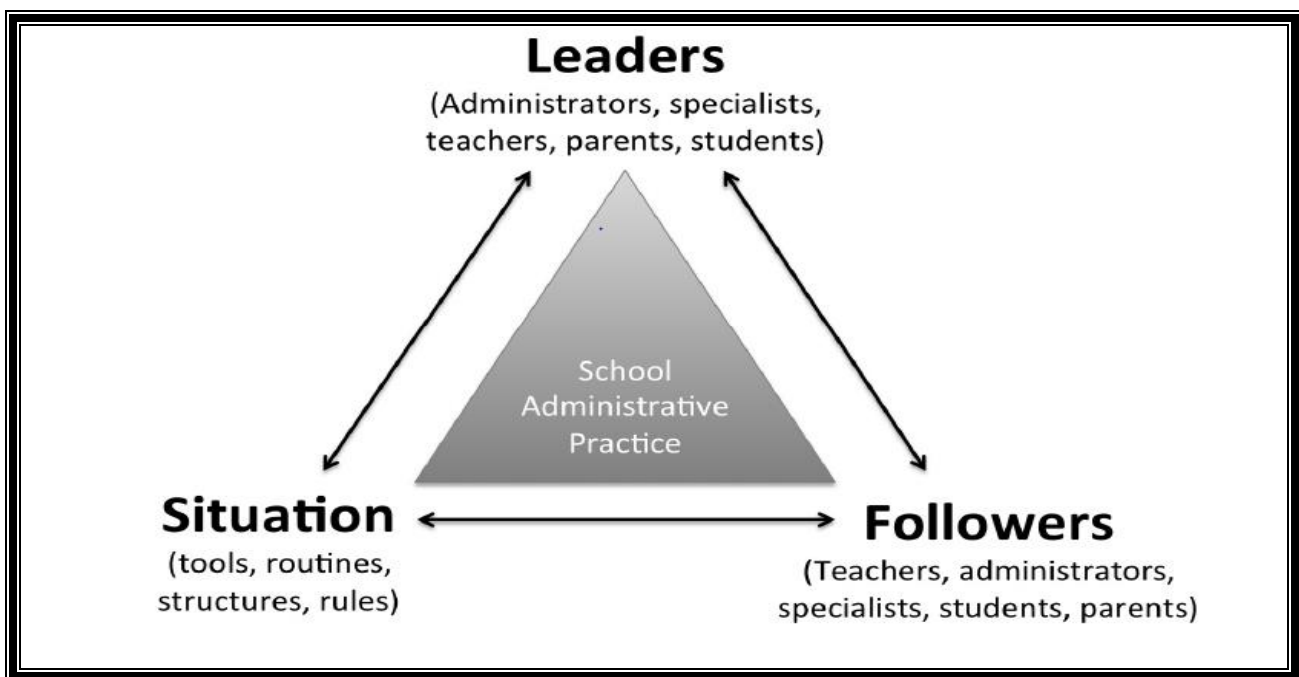 Leaders
(Administrators, specialists,
teachers, parents, students)
School
Administrative
Practice
Situation
(tools, routines,
structures, rules)
Followers
(Teachers, administrators,
specialists, students, parents)